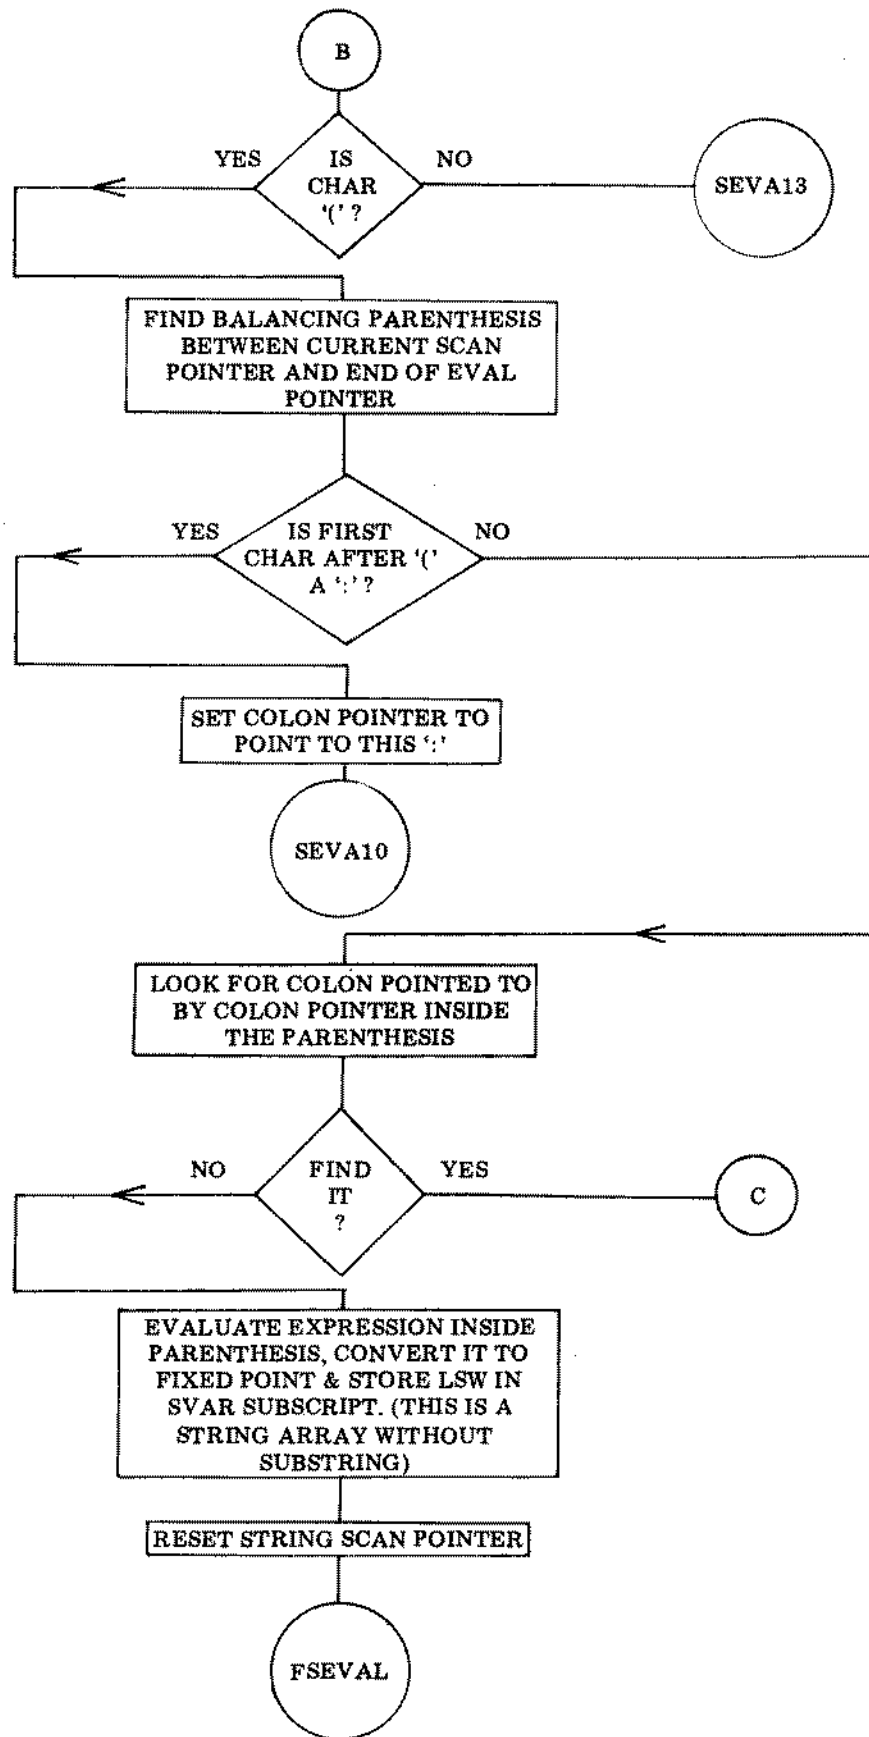 B
YES
IS
CHAR
'(' ?
NO
SEVA13
FIND BALANCING PARENTHESIS
BETWEEN CURRENT SCAN
POINTER AND END OF EVAL
POINTER
YES
IS FIRST
CHAR AFTER '('
A ':' ?
NO
SET COLON POINTER TO
POINT TO THIS ':'
SEVA10
LOOK FOR COLON POINTED TO
BY COLON POINTER INSIDE
THE PARENTHESIS
NO
FIND
IT
?
YES
C
EVALUATE EXPRESSION INSIDE
PARENTHESIS, CONVERT IT TO
FIXED POINT & STORE LSW IN
SVAR SUBSCRIPT. (THIS IS A
STRING ARRAY WITHOUT
SUBSTRING)
RESET STRING SCAN POINTER
FSEVAL